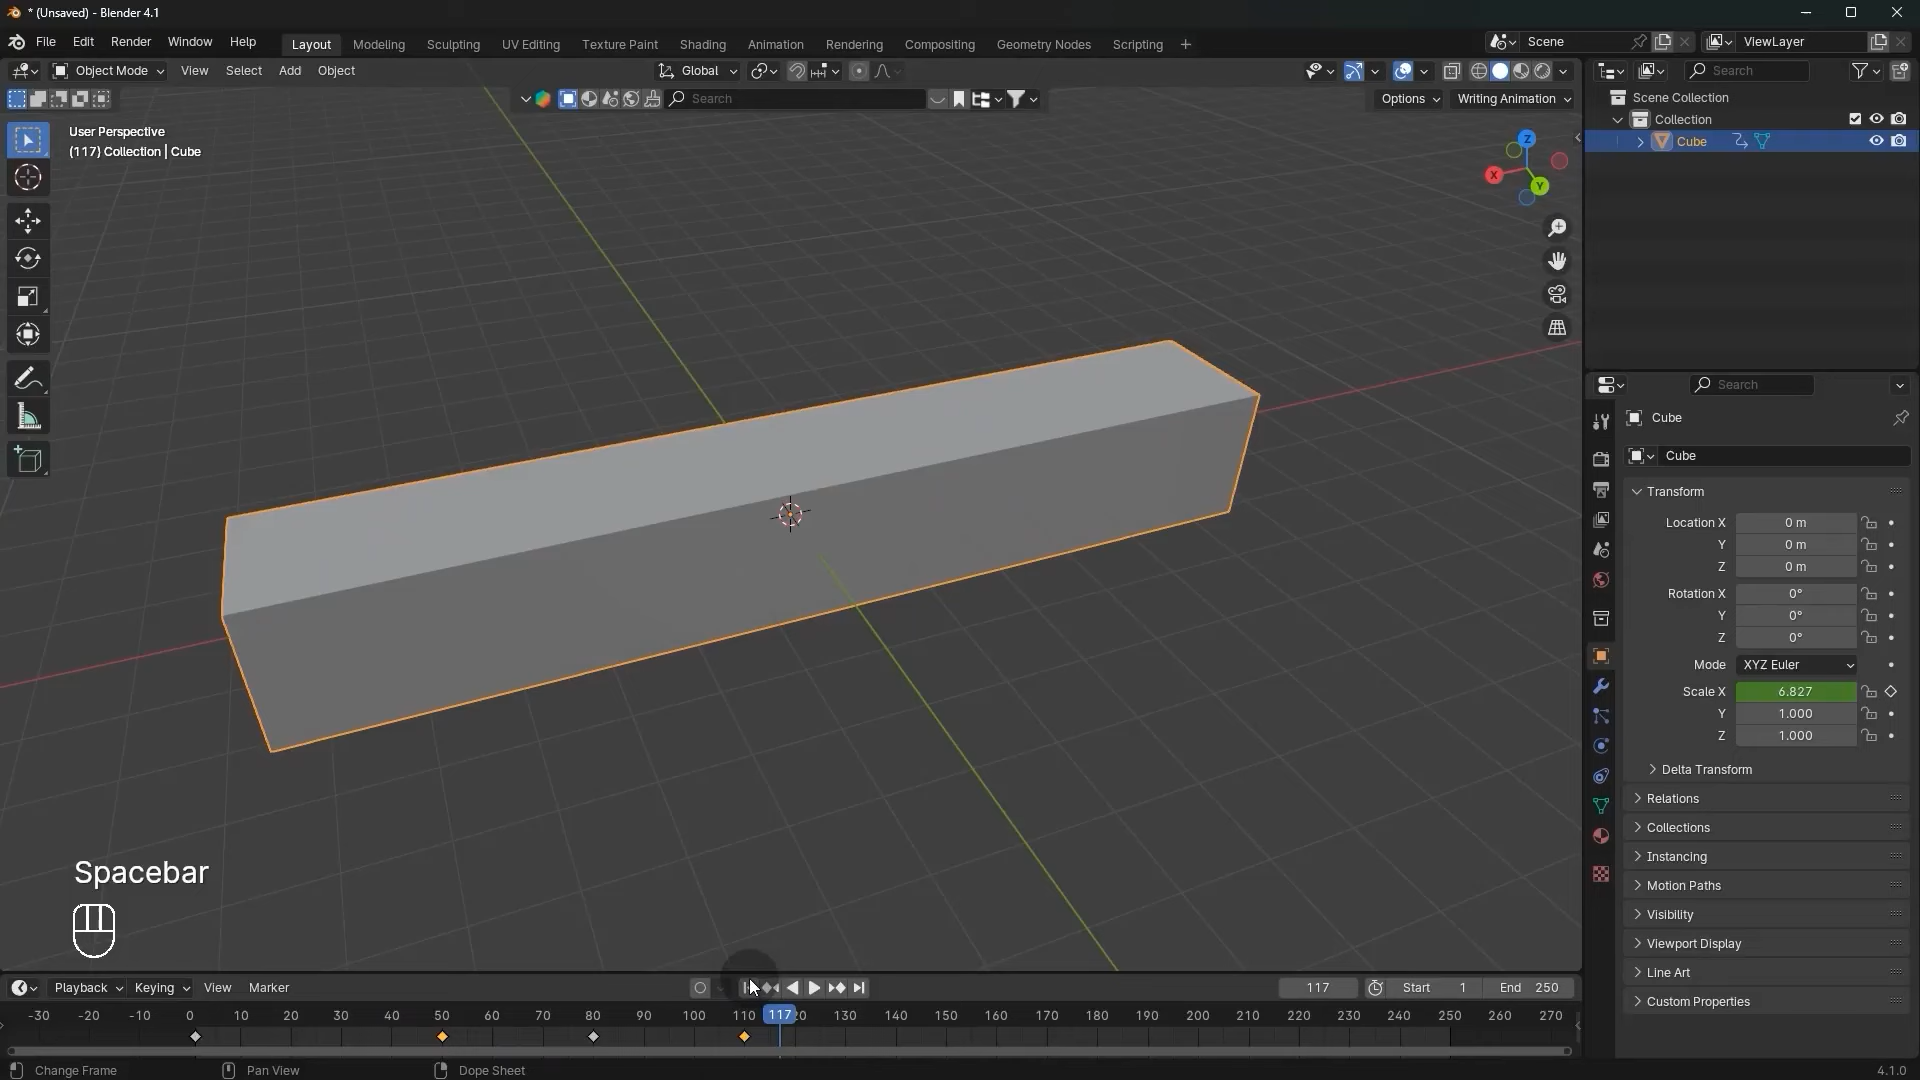 * (Unsaved) - Blender 4.1
File Edit Render Window Help
Layout Modeling Sculpting UV Editing Texture Paint Shading Animation Rendering Compositing Geometry Nodes Scripting +
Scene
ViewLayer
Object Mode View Select Add Object
Global
Search
Search
Options
Writing Animation
User Perspective
(117) Collection | Cube
Z
X
Y
Scene Collection
Collection
Cube
Search
Cube
Cube
Transform
Location X 0 m
Y 0 m
Z 0 m
Rotation X 0°
Y 0°
Z 0°
Mode XYZ Euler
Scale X 6.827
Y 1.000
Z 1.000
Delta Transform
Relations
Collections
Instancing
Motion Paths
Visibility
Viewport Display
Line Art
Custom Properties
Spacebar
Playback Keying View Marker
117 Start 1 End 250
-30 -20 -10 0 10 20 30 40 50 60 70 80 90 100 110 117 130 140 150 160 170 180 190 200 210 220 230 240 250 260 270
Change Frame Pan View Dope Sheet 4.1.0